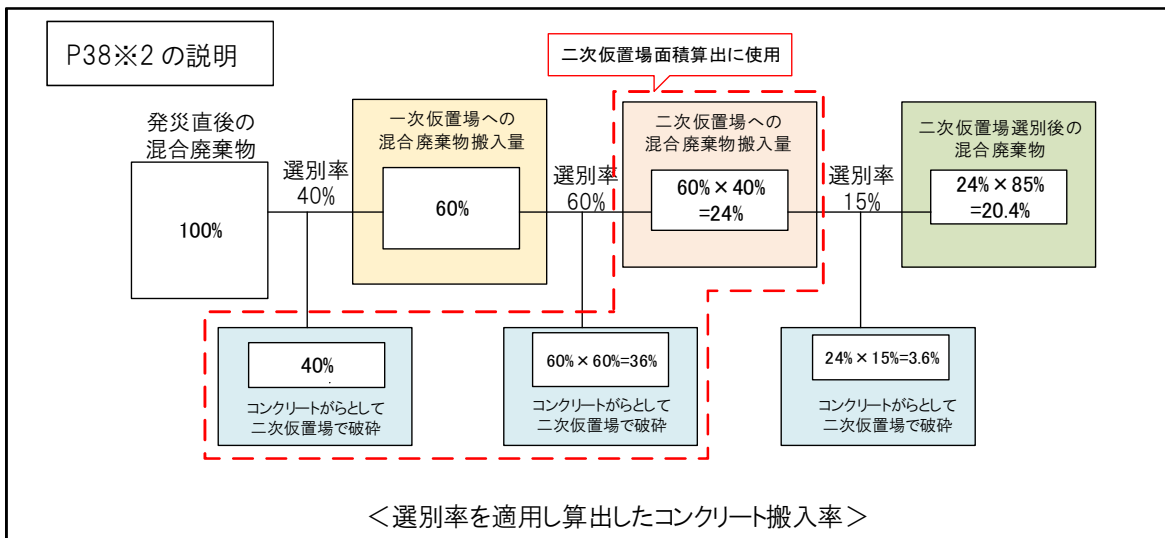 P38※2 の説明
二次仮置場面積算出に使用
発災直後の
混合廃棄物
100%
選別率
40%
一次仮置場への
混合廃棄物搬入量
60%
選別率
60%
二次仮置場への
混合廃棄物搬入量
60%×40%
=24%
選別率
15%
二次仮置場選別後の
混合廃棄物
24%×85%
=20.4%
40%
コンクリートがらとして
二次仮置場で破砕
60%×60%=36%
コンクリートがらとして
二次仮置場で破砕
24%×15%=3.6%
コンクリートがらとして
二次仮置場で破砕
＜選別率を適用し算出したコンクリート搬入率＞